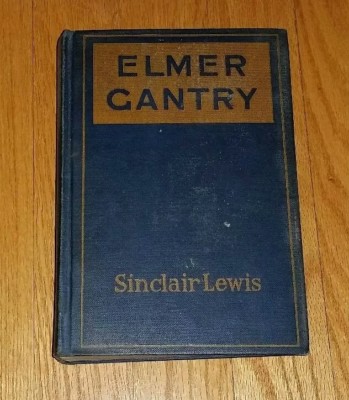 ELMER
GANTRY
Sinclair Lewis